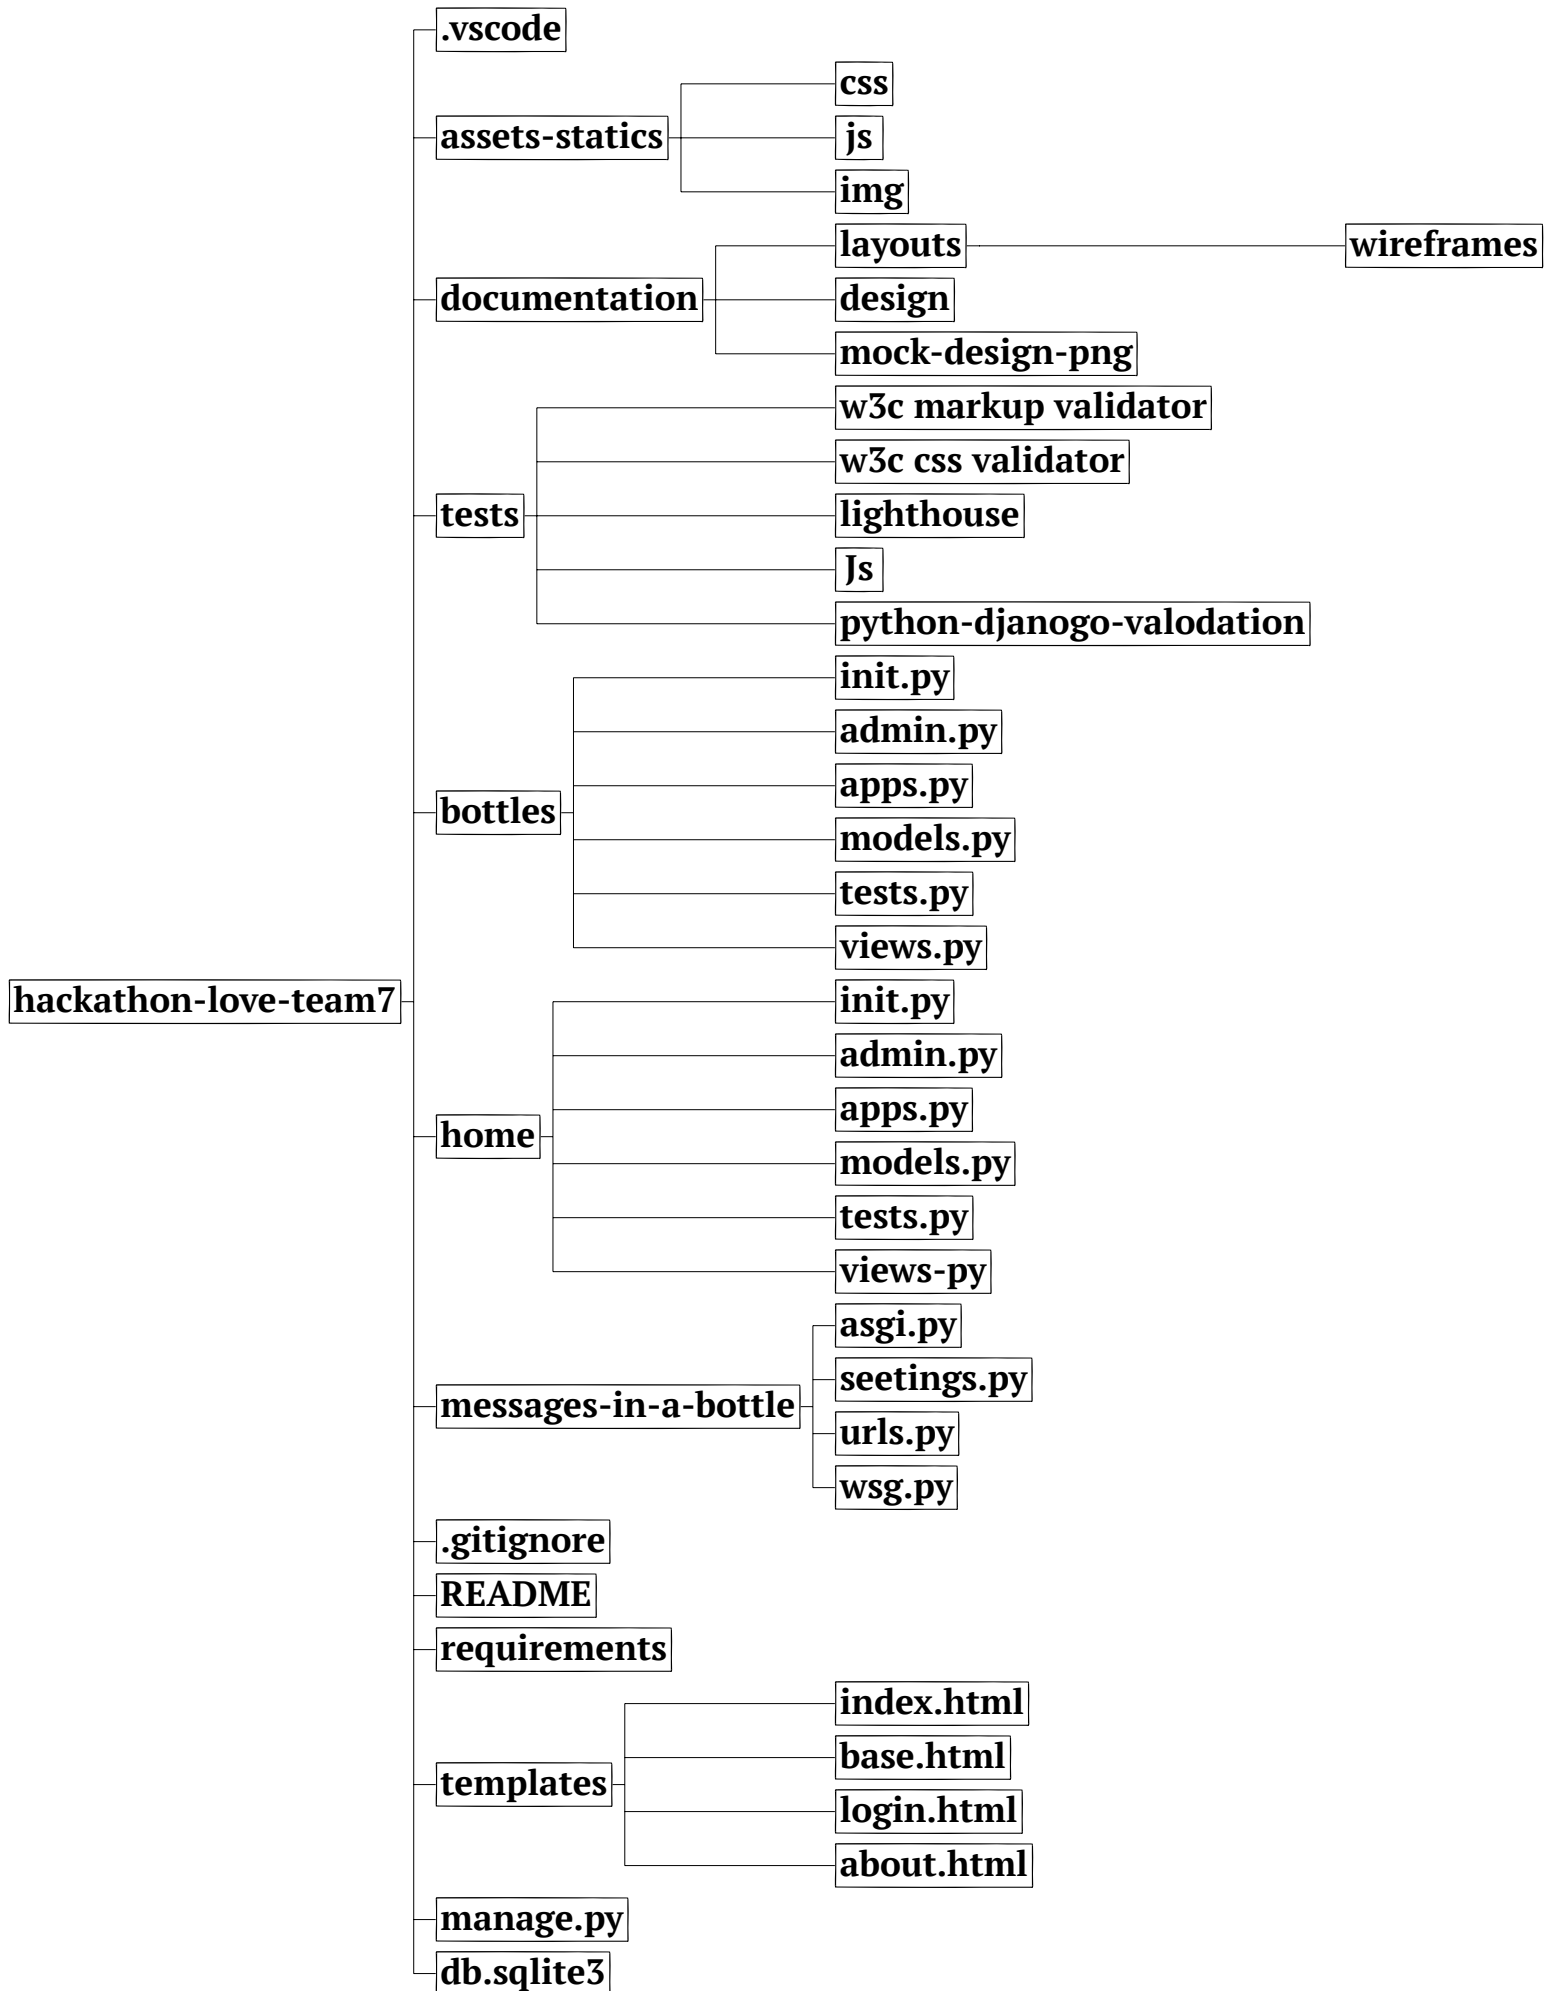 .vscode
css
assets-statics
js
img
layouts
wireframes
documentation
design
mock-design-png
w3c markup validator
w3c css validator
tests
lighthouse
Js
python-djanogo-valodation
init.py
admin.py
apps.py
bottles
models.py
tests.py
views.py
hackathon-love-team7
init.py
admin.py
apps.py
home
models.py
tests.py
views-py
asgi.py
seetings.py
messages-in-a-bottle
urls.py
wsg.py
.gitignore
README
requirements
index.html
base.html
templates
login.html
about.html
manage.py
db.sqlite3